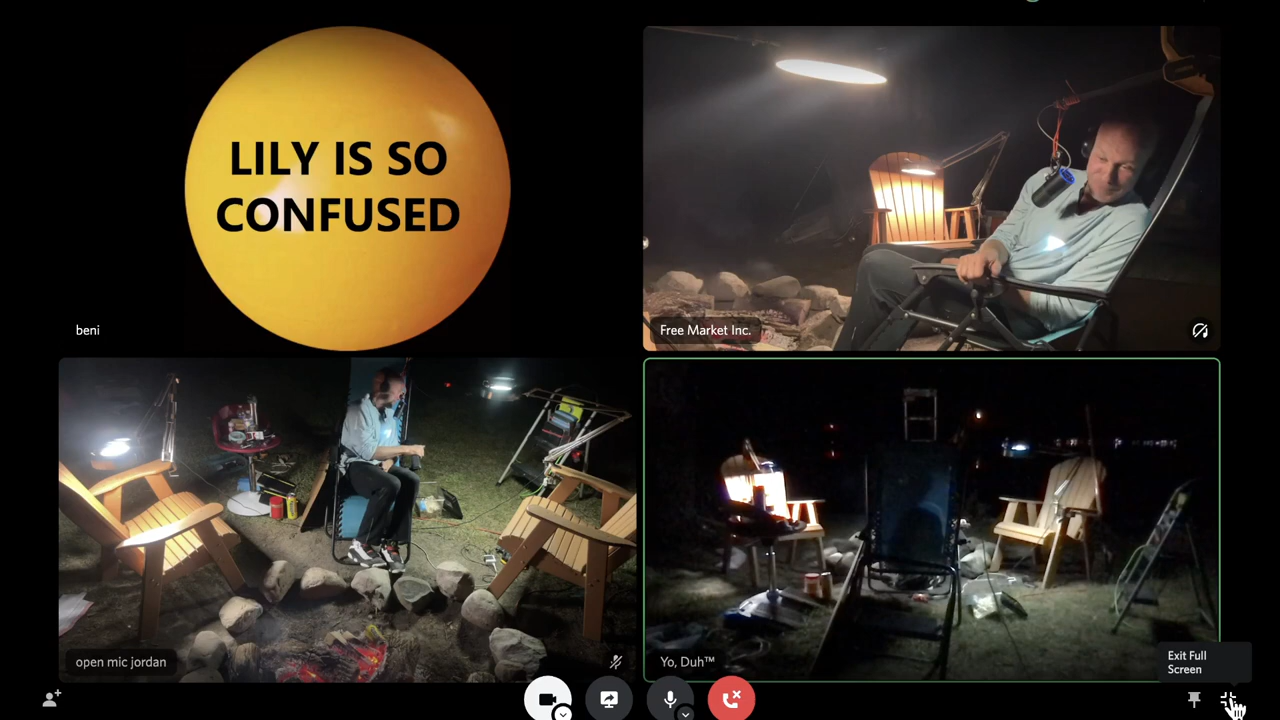 LILY IS SO
CONFUSED
beni
Free Market Inc.
open mic jordan
Yo, Duh™
Exit Full
Screen